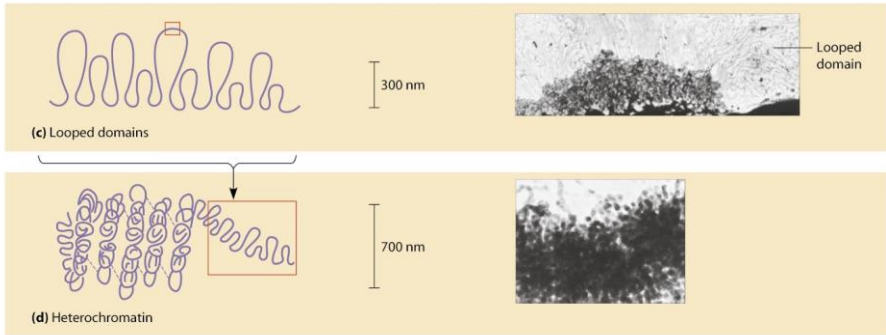 Looped
domain
300 nm
(c) Looped domains
700 nm
(d) Heterochromatin